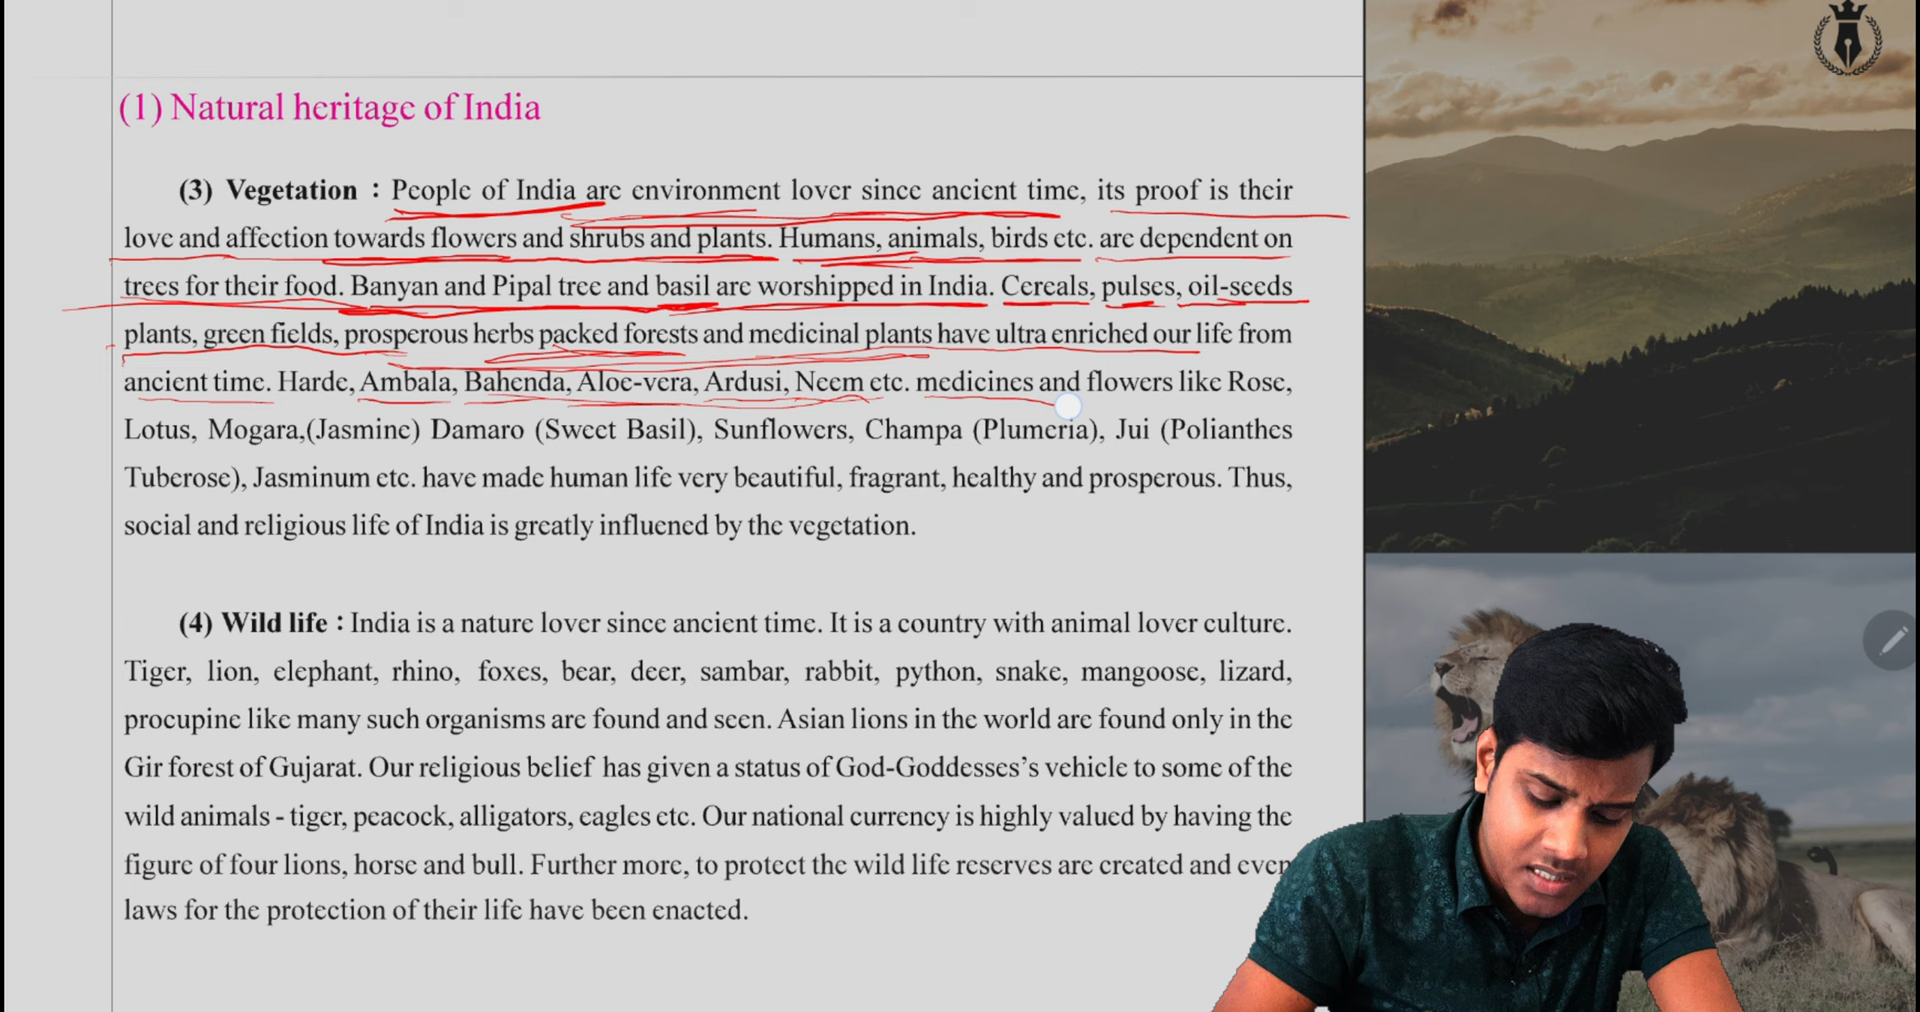 (1) Natural heritage of India
(3) Vegetation : People of India are environment lover since ancient time, its proof is their
love and affection towards flowers and shrubs and plants. Humans, animals, birds etc. are dependent on
trees for their food. Banyan and Pipal tree and basil are worshipped in India. Cereals, pulses, oil-seeds
plants, green fields, prosperous herbs packed forests and medicinal plants have ultra enriched our life from
ancient time. Harde, Ambala, Bahenda, Aloe-vera, Ardusi, Neem etc. medicines and flowers like Rose,
Lotus, Mogara,(Jasmine) Damaro (Sweet Basil), Sunflowers, Champa (Plumeria), Jui (Polianthes
Tuberose), Jasminum etc. have made human life very beautiful, fragrant, healthy and prosperous. Thus,
social and religious life of India is greatly influened by the vegetation.
(4) Wild life : India is a nature lover since ancient time. It is a country with animal lover culture.
Tiger, lion, elephant, rhino, foxes, bear, deer, sambar, rabbit, python, snake, mangoose, lizard,
procupine like many such organisms are found and seen. Asian lions in the world are found only in the
Gir forest of Gujarat. Our religious belief has given a status of God-Goddesses's vehicle to some of the
wild animals - tiger, peacock, alligators, eagles etc. Our national currency is highly valued by having the
figure of four lions, horse and bull. Further more, to protect the wild life reserves are created and even
laws for the protection of their life have been enacted.